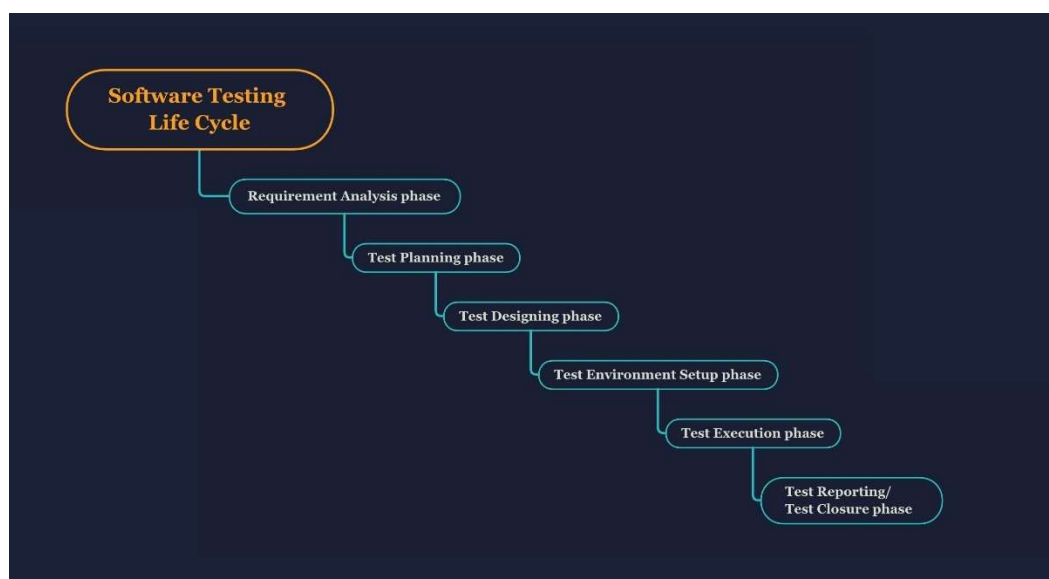 Software Testing
Life Cycle
Requirement Analysis phase
Test Planning phase
Test Designing phase
Test Environment Setup phase
Test Execution phase
Test Reporting/
Test Closure phase